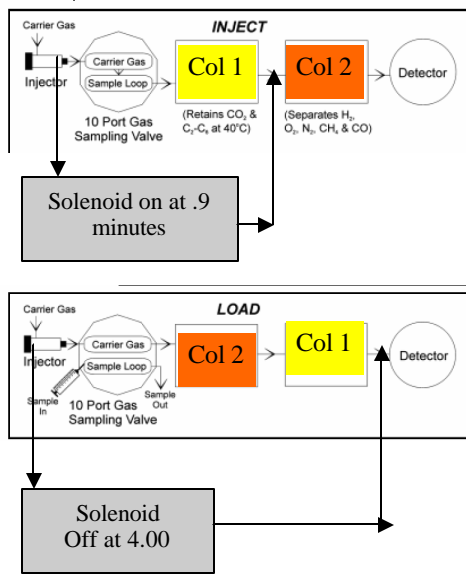 INJECT
Carrier Gas
Injector
Carrier Gas
Sample Loop
10 Port Gas
Sampling Valve
Col 1
(Retains CO₂ &
C₂-C₆ at 40°C)
Col 2
(Separates H₂,
O₂, N₂, CH₄ & CO)
Detector
Solenoid on at .9
minutes
LOAD
Carrier Gas
Injector
Carrier Gas
Sample Loop
Sample
In
Sample
Out
10 Port Gas
Sampling Valve
Col 2
Col 1
Detector
Solenoid
Off at 4.00